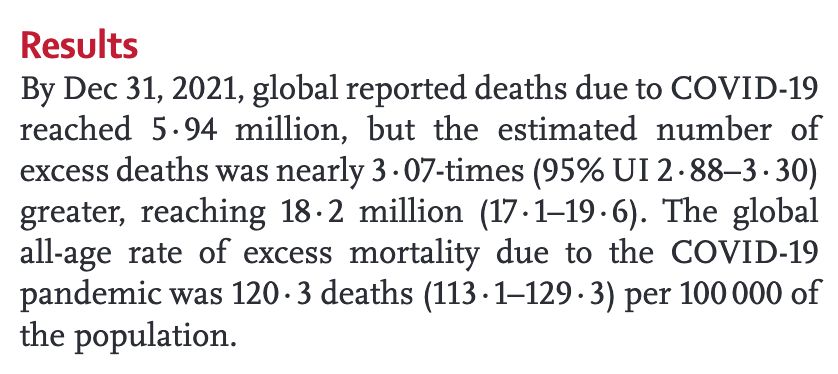 Results
By Dec 31, 2021, global reported deaths due to COVID-19
reached 5·94 million, but the estimated number of
excess deaths was nearly 3·07-times (95% UI 2·88–3·30)
greater, reaching 18·2 million (17·1–19·6). The global
all-age rate of excess mortality due to the COVID-19
pandemic was 120·3 deaths (113·1–129·3) per 100 000 of
the population.